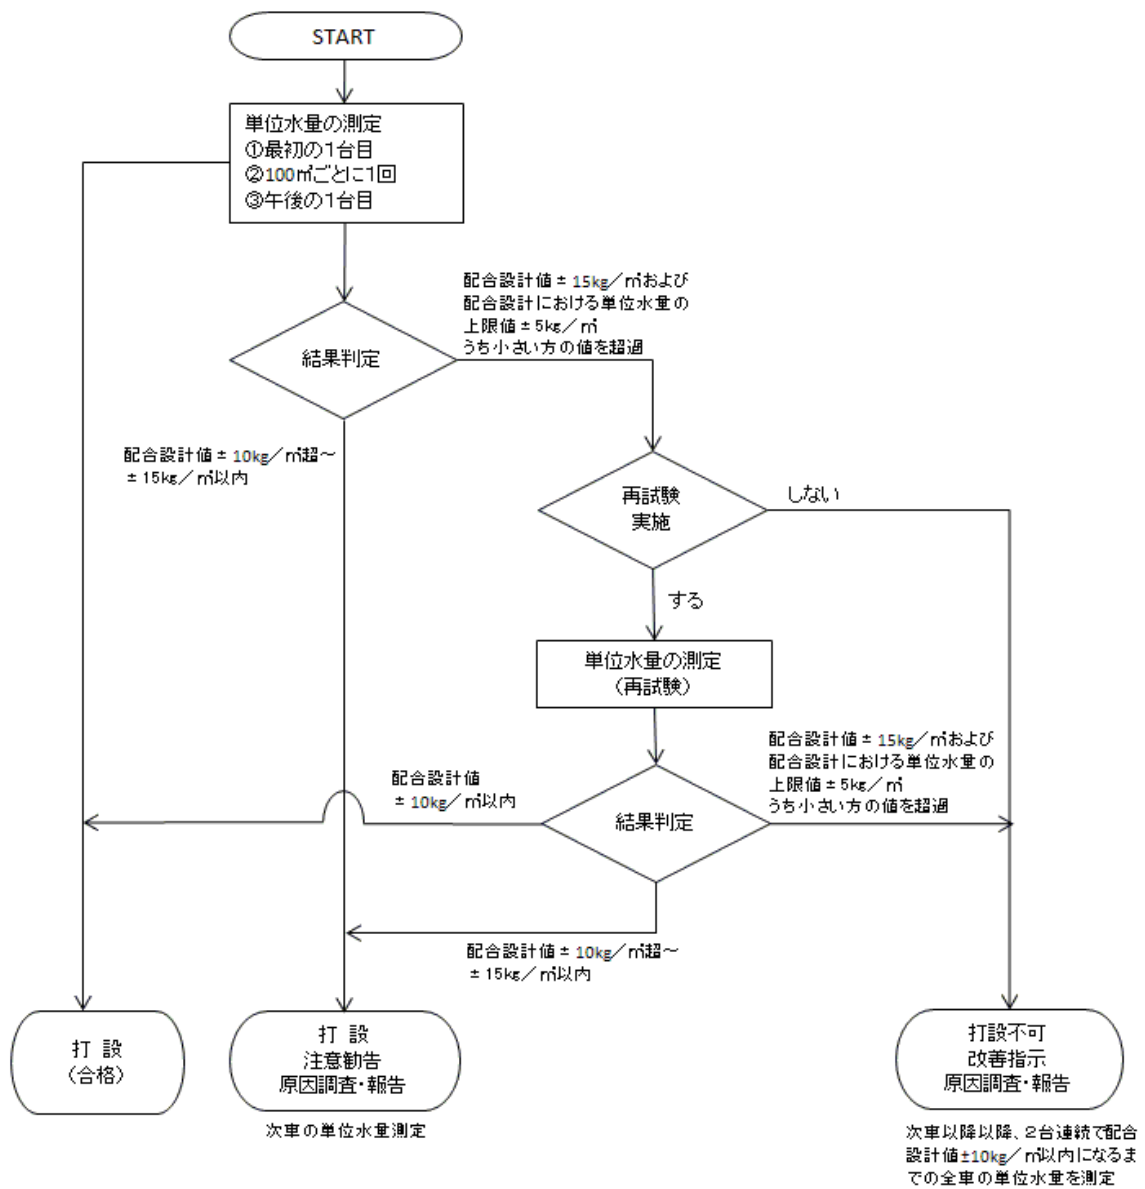 START
単位水量の測定
①最初の1台目
②100㎥ごとに1回
③午後の1台目
配合設計値±15kg／㎥および
配合設計における単位水量の
上限値±5kg／㎥
うち小さい方の値を超過
結果判定
配合設計値±10kg／㎥超～
±15kg／㎥以内
再試験
実施
しない
する
単位水量の測定
（再試験）
配合設計値±15kg／㎥および
配合設計における単位水量の
上限値±5kg／㎥
うち小さい方の値を超過
配合設計値
±10kg／㎥以内
結果判定
配合設計値±10kg／㎥超～
±15kg／㎥以内
打 設
（合格）
打 設
注意勧告
原因調査・報告
次車の単位水量測定
打設不可
改善指示
原因調査・報告
次車以降以降、２台連続で配合
設計値±10kg／㎥以内になるま
での全車の単位水量を測定